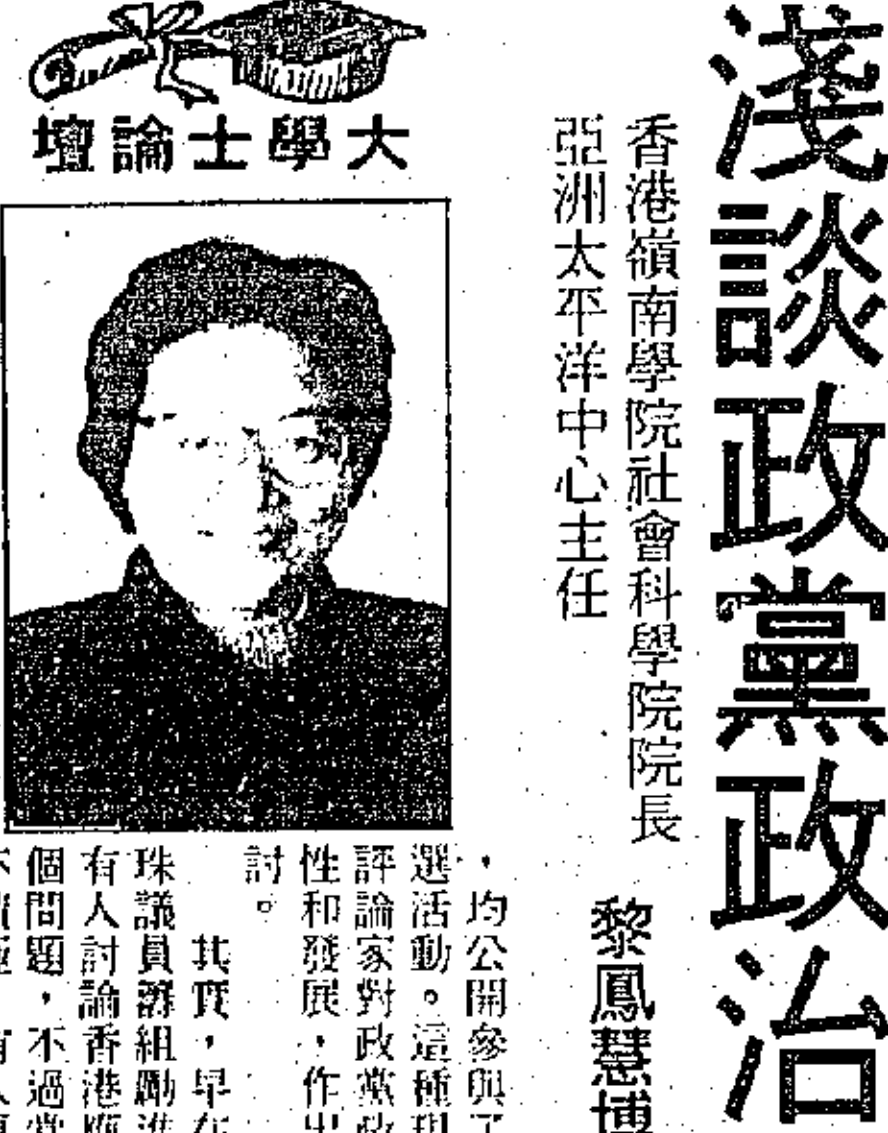 淺談政黨政治
香港嶺南學院社會科學院院長
亞洲太平洋中心主任
黎鳳慧博
大學士論壇
，均公開參與了
選活動。這種現
評論家對政黨政
性和發展，作出
討。
其實，早在
珠議員籌組勵進
有人討論香港應
個問題，不過當